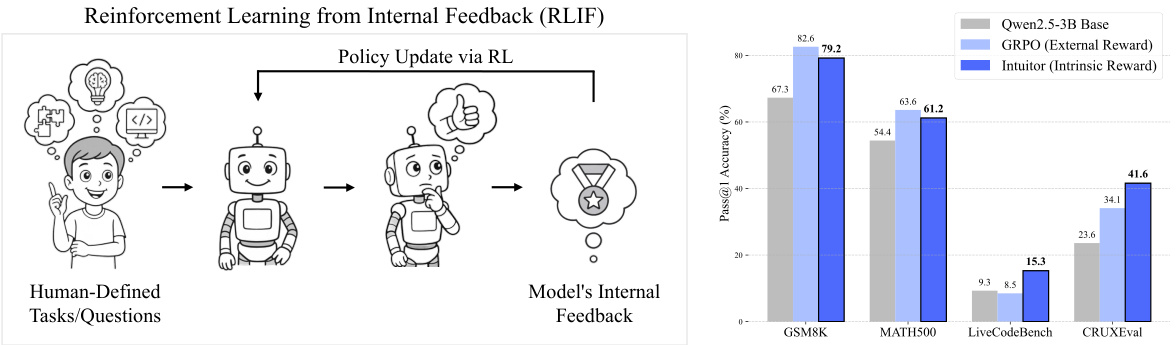 Reinforcement Learning from Internal Feedback (RLIF)
Policy Update via RL
</>
Human-Defined
Tasks/Questions
Model's Internal
Feedback
Qwen2.5-3B Base
GRPO (External Reward)
Intuitor (Intrinsic Reward)
Pass@1 Accuracy (%)
80
60
40
20
0
67.3
82.6
79.2
54.4
63.6
61.2
9.3
8.5
15.3
23.6
34.1
41.6
GSM8K
MATH500
LiveCodeBench
CRUXEval